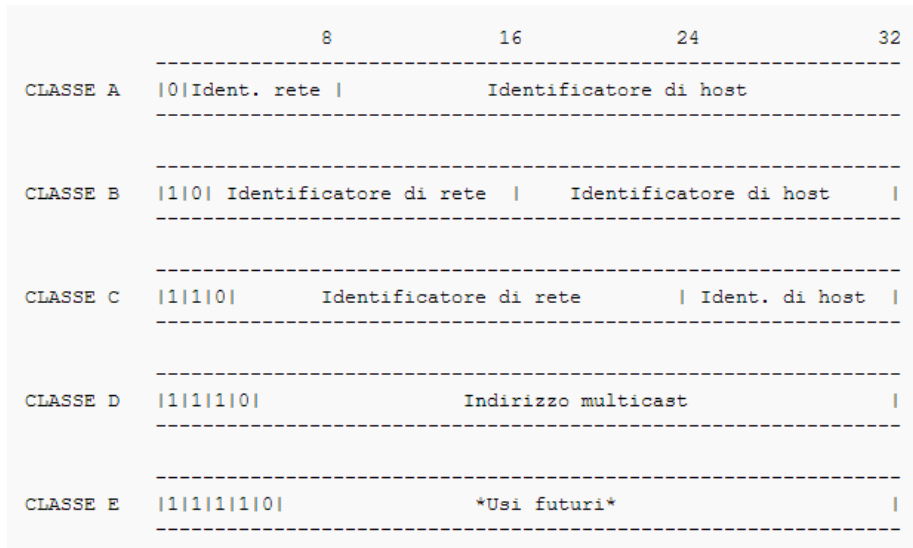 8 16 24 32
---------------------------------------------------------------
CLASSE A |0|Ident. rete | Identificatore di host
---------------------------------------------------------------
---------------------------------------------------------------
CLASSE B |1|0| Identificatore di rete | Identificatore di host |
---------------------------------------------------------------
---------------------------------------------------------------
CLASSE C |1|1|0| Identificatore di rete | Ident. di host |
---------------------------------------------------------------
---------------------------------------------------------------
CLASSE D |1|1|1|0| Indirizzo multicast |
---------------------------------------------------------------
---------------------------------------------------------------
CLASSE E |1|1|1|1|0| *Usi futuri* |
---------------------------------------------------------------